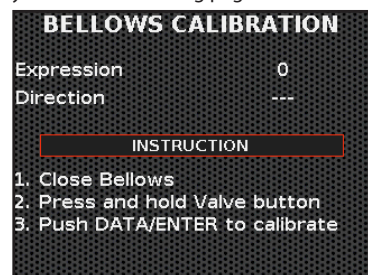 BELLOWS CALIBRATION
Expression 0
Direction ---
INSTRUCTION
1. Close Bellows
2. Press and hold Valve button
3. Push DATA/ENTER to calibrate